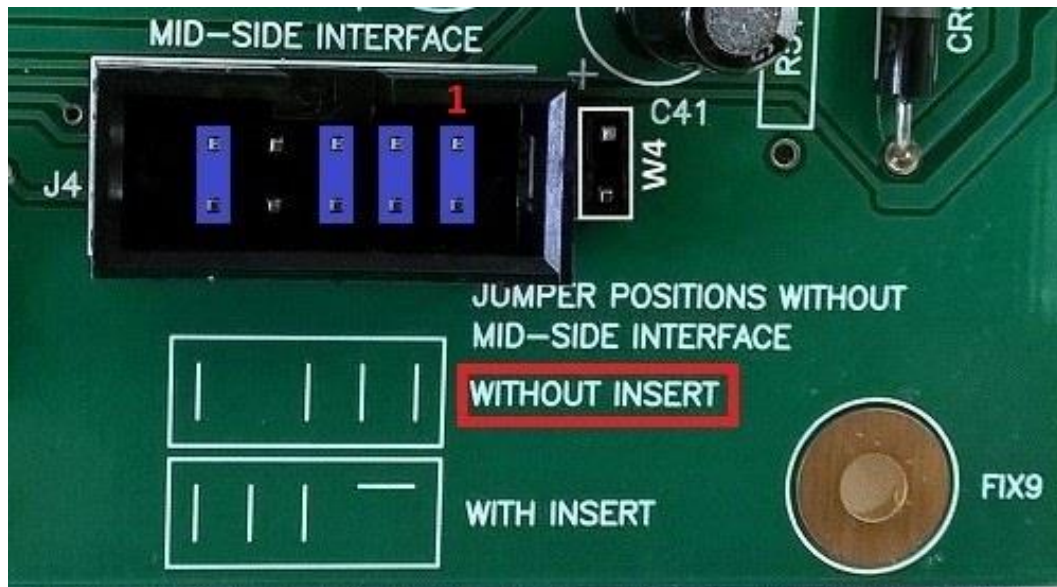 MID-SIDE INTERFACE
1
C41
W4
J4
JUMPER POSITIONS WITHOUT
MID-SIDE INTERFACE
WITHOUT INSERT
WITH INSERT
FIX9